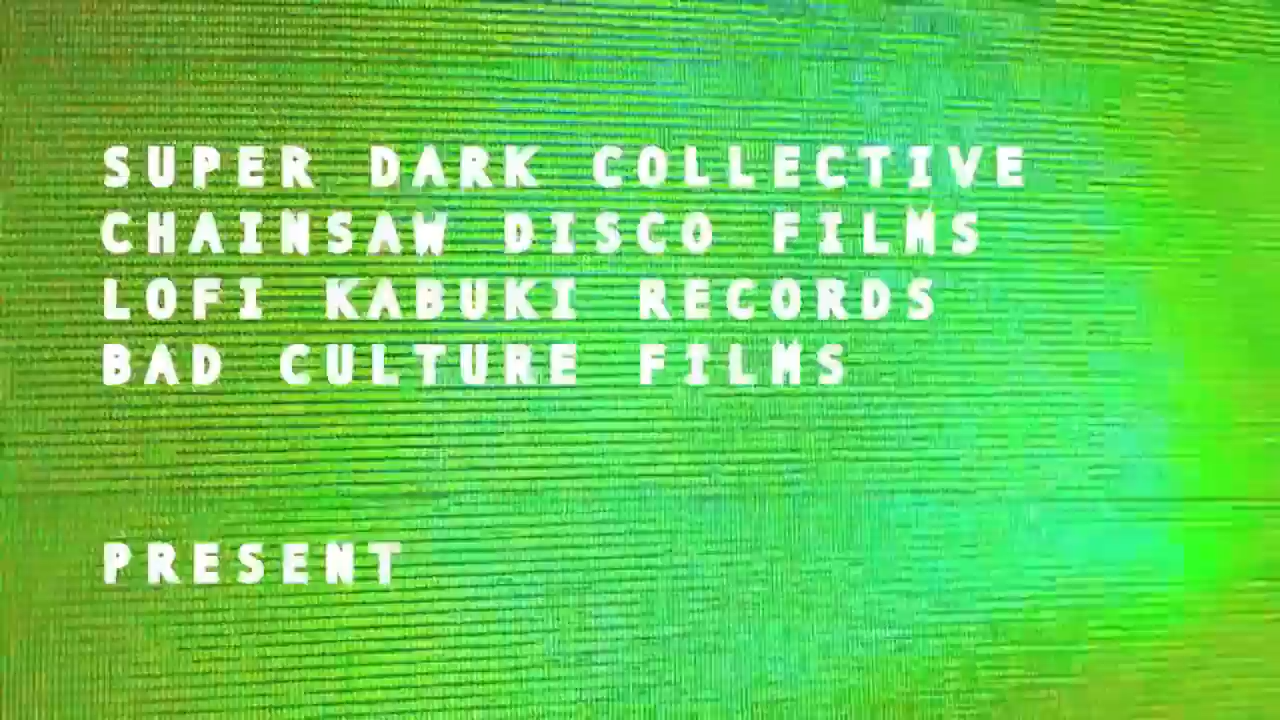 SUPER DARK COLLECTIVE
CHAINSAW DISCO FILMS
LOFI KABUKI RECORDS
BAD CULTURE FILMS
PRESENT